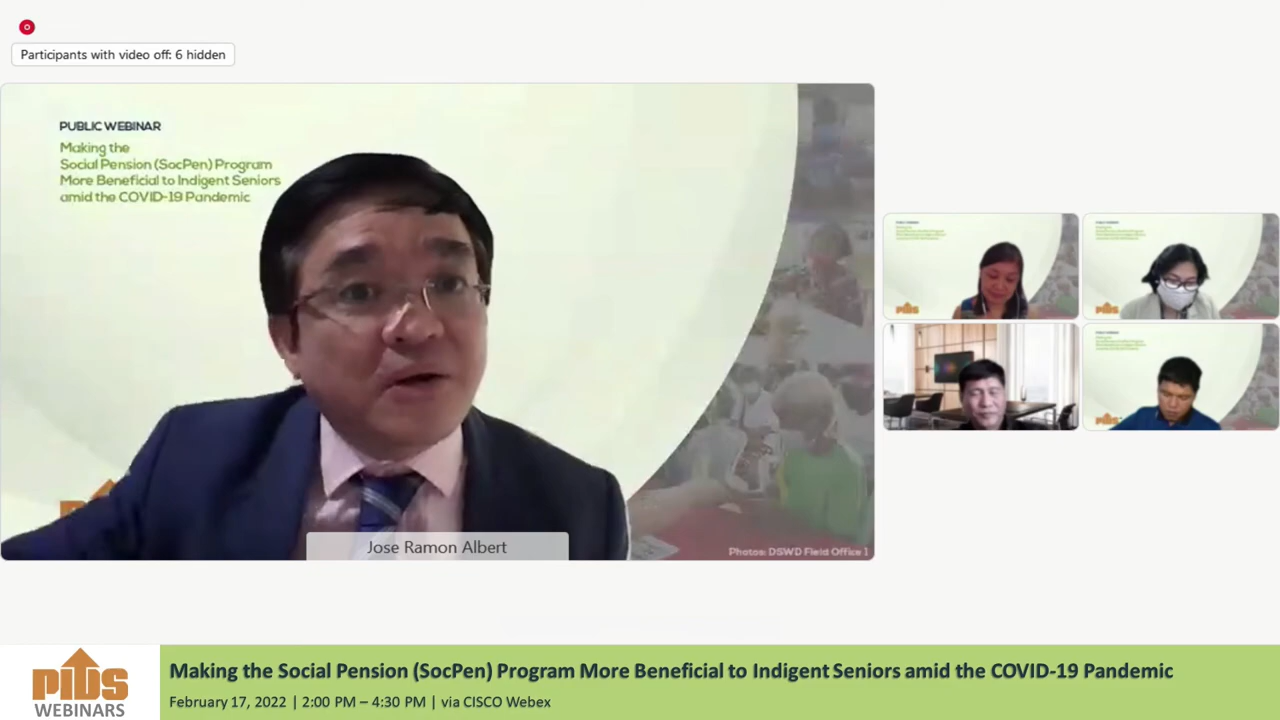 Participants with video off: 6 hidden
PUBLIC WEBINAR
Making the
Social Pension (SocPen) Program
More Beneficial to Indigent Seniors
amid the COVID-19 Pandemic
Jose Ramon Albert
Photos: DSWD Field Office 1
PIDS
PIDS
PIDS
WEBINARS
Making the Social Pension (SocPen) Program More Beneficial to Indigent Seniors amid the COVID-19 Pandemic
February 17, 2022 | 2:00 PM – 4:30 PM | via CISCO Webex